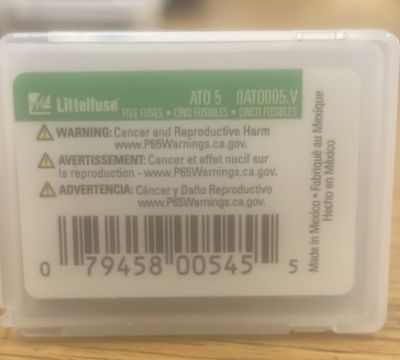 Littelfuse®
ATO 5 0ATO005.V
FIVE FUSES • CINQ FUSIBLES • CINCO FUSIBLES
WARNING: Cancer and Reproductive Harm
www.P65Warnings.ca.gov.
AVERTISSEMENT: Cancer et effet nocif sur
la reproduction - www.P65Warnings.ca.gov.
ADVERTENCIA: Cáncer y Daño Reproductivo
www.P65Warnings.ca.gov.
0 79458 00545 5
Made in Mexico • Fabriqué au Mexique
Hecho en México